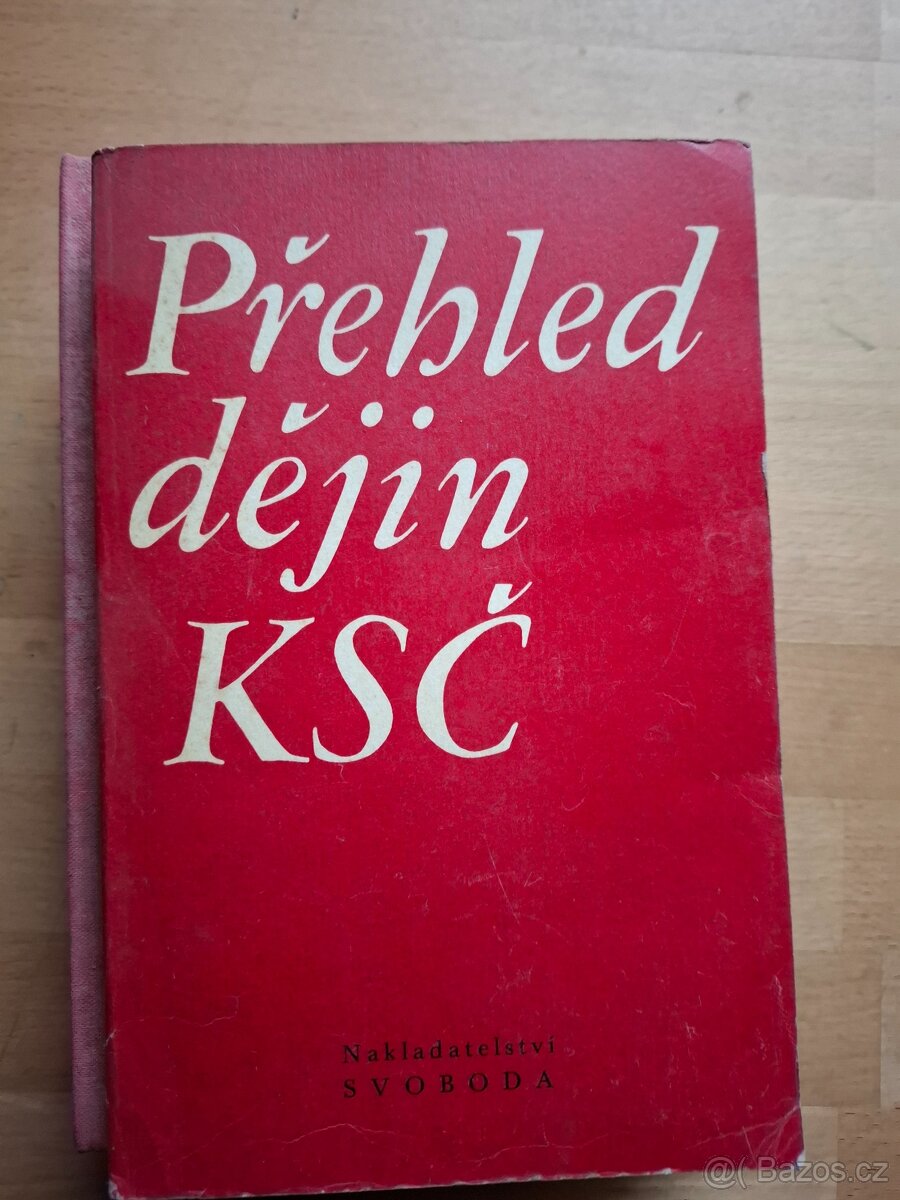 Přehled
dějin
KSČ
Nakladatelství
SVOBODA
@( Bazos.cz